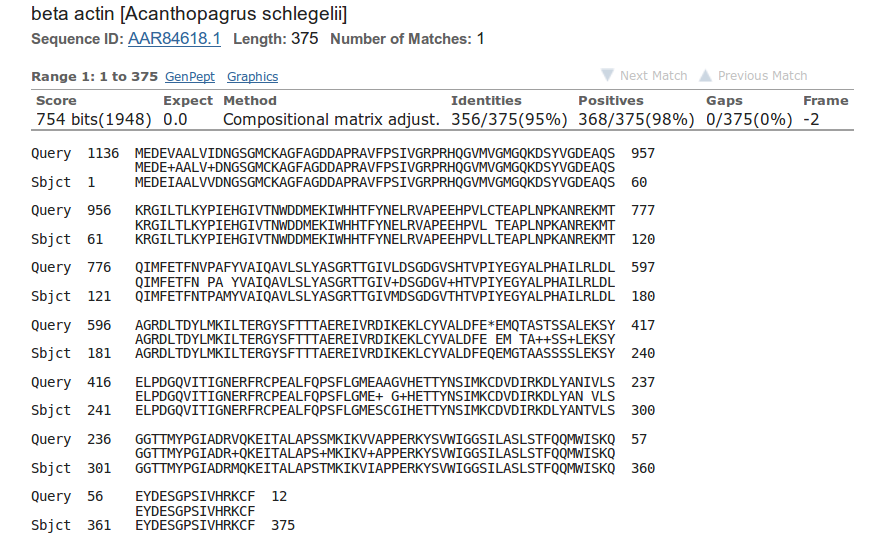 beta actin [Acanthopagrus schlegelii]
Sequence ID: AAR84618.1 Length: 375 Number of Matches: 1
Range 1: 1 to 375 GenPept Graphics Next Match Previous Match
Score Expect Method Identities Positives Gaps Frame
754 bits(1948) 0.0 Compositional matrix adjust. 356/375(95%) 368/375(98%) 0/375(0%) -2
Query 1136 MEDEVAALVIDNGSGMCKAGFAGDDAPRAVFPSIVGRPRHQGVMVGMGQKDSYVGDEAQS 957
MEDE+AALV+DNGSGMCKAGFAGDDAPRAVFPSIVGRPRHQGVMVGMGQKDSYVGDEAQS
Sbjct 1 MEDEIAALVVDNGSGMCKAGFAGDDAPRAVFPSIVGRPRHQGVMVGMGQKDSYVGDEAQS 60
Query 956 KRGILTLKYPIEHGIVTNWDDMEKIWHHTFYNELRVAPEEHPVLCTEAPLNPKANREKMT 777
KRGILTLKYPIEHGIVTNWDDMEKIWHHTFYNELRVAPEEHPVL TEAPLNPKANREKMT
Sbjct 61 KRGILTLKYPIEHGIVTNWDDMEKIWHHTFYNELRVAPEEHPVLLTEAPLNPKANREKMT 120
Query 776 QIMFETFNVPAFYVAIQAVLSLYASGRTTGIVLDSGDGVSHTVPIYEGYALPHAILRLDL 597
QIMFETFN PA YVAIQAVLSLYASGRTTGIV+DSGDGV+HTVPIYEGYALPHAILRLDL
Sbjct 121 QIMFETFNTPAMYVAIQAVLSLYASGRTTGIVMDSGDGVTHTVPIYEGYALPHAILRLDL 180
Query 596 AGRDLTDYLMKILTERGYSFTTTAEREIVRDIKEKLCYVALDFE*EMQTASTSSALEKSY 417
AGRDLTDYLMKILTERGYSFTTTAEREIVRDIKEKLCYVALDFE EM TA++SS+LEKSY
Sbjct 181 AGRDLTDYLMKILTERGYSFTTTAEREIVRDIKEKLCYVALDFEQEMGTAASSSSLEKSY 240
Query 416 ELPDGQVITIGNERFRCPEALFQPSFLGMEAAGVHETTYNSIMKCDVDIRKDLYANIVLS 237
ELPDGQVITIGNERFRCPEALFQPSFLGME+ G+HETTYNSIMKCDVDIRKDLYAN VLS
Sbjct 241 ELPDGQVITIGNERFRCPEALFQPSFLGMESCGIHETTYNSIMKCDVDIRKDLYANTVLS 300
Query 236 GGTTMYPGIADRVQKEITALAPSSMKIKVVAPPERKYSVWIGGSILASLSTFQQMWISKQ 57
GGTTMYPGIADR+QKEITALAPS+MKIKV+APPERKYSVWIGGSILASLSTFQQMWISKQ
Sbjct 301 GGTTMYPGIADRMQKEITALAPSTMKIKVIAPPERKYSVWIGGSILASLSTFQQMWISKQ 360
Query 56 EYDESGPSIVHRKCF 12
EYDESGPSIVHRKCF
Sbjct 361 EYDESGPSIVHRKCF 375